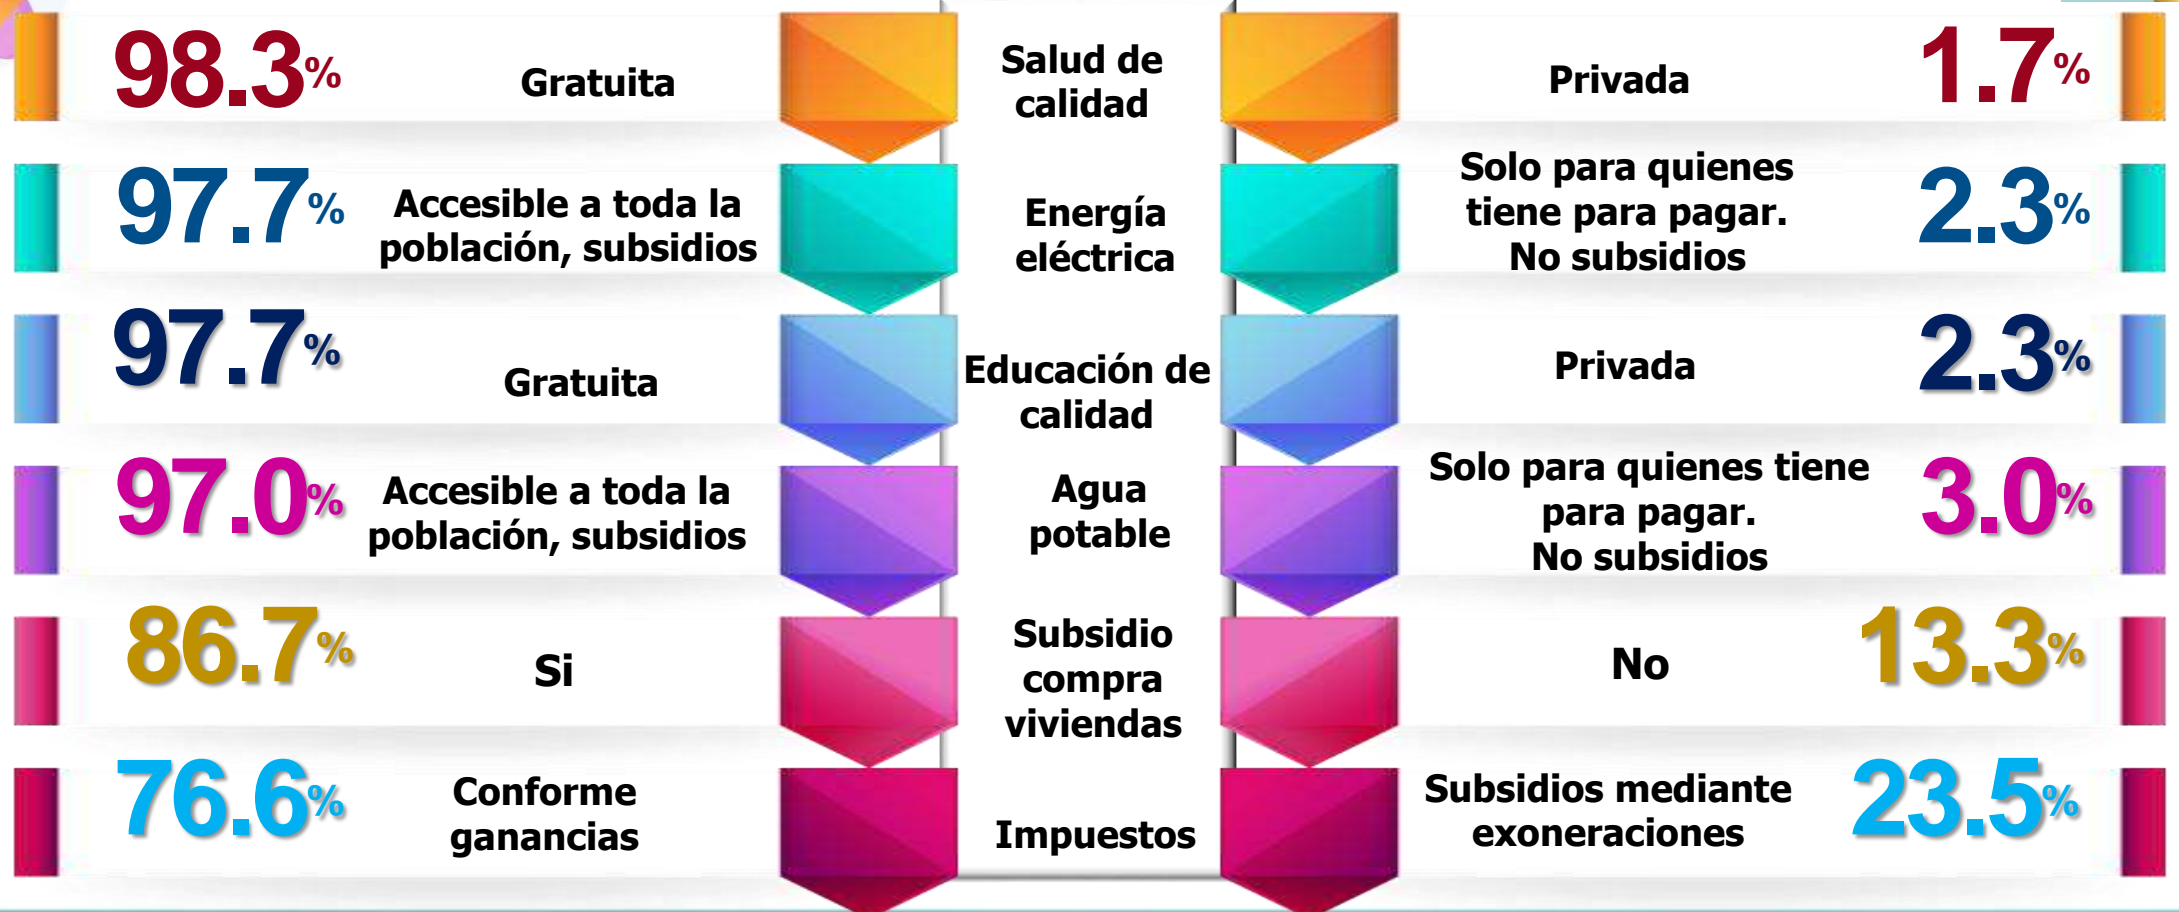 98.3%
Gratuita
Salud de
calidad
Privada
1.7%
97.7%
Accesible a toda la
población, subsidios
Energía
eléctrica
Solo para quienes
tiene para pagar.
No subsidios
2.3%
97.7%
Gratuita
Educación de
calidad
Privada
2.3%
97.0%
Accesible a toda la
población, subsidios
Agua
potable
Solo para quienes tiene
para pagar.
No subsidios
3.0%
86.7%
Si
Subsidio
compra
viviendas
No
13.3%
76.6%
Conforme
ganancias
Impuestos
Subsidios mediante
exoneraciones
23.5%